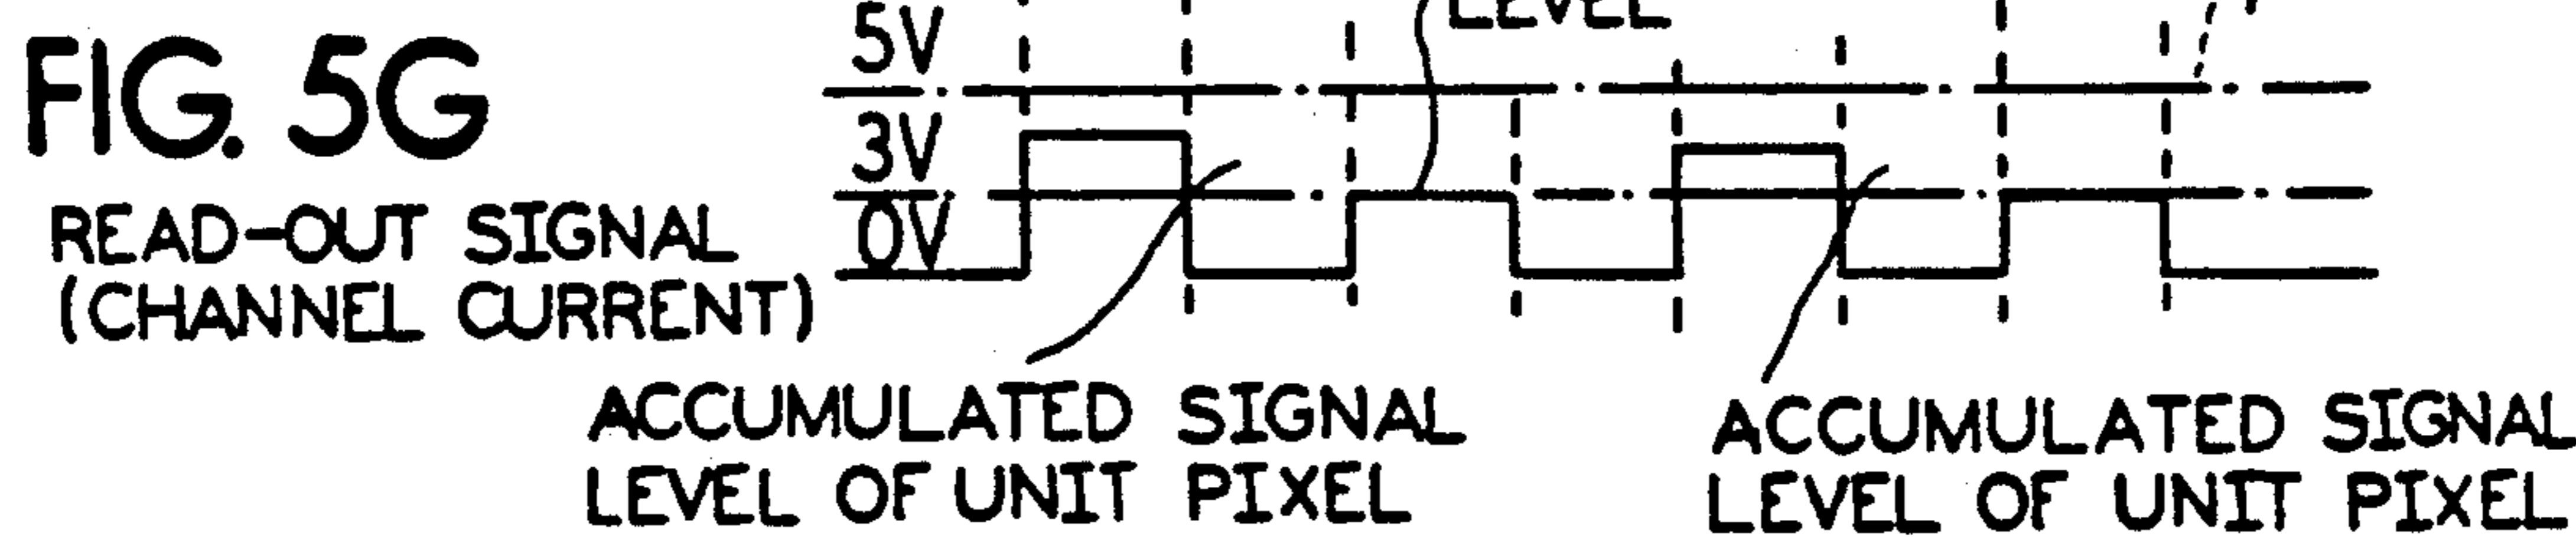 LEVEL
5V
FIG. 5G
3V
READ-OUT SIGNAL
0V
(CHANNEL CURRENT)
ACCUMULATED SIGNAL
LEVEL OF UNIT PIXEL
ACCUMULATED SIGNAL
LEVEL OF UNIT PIXEL